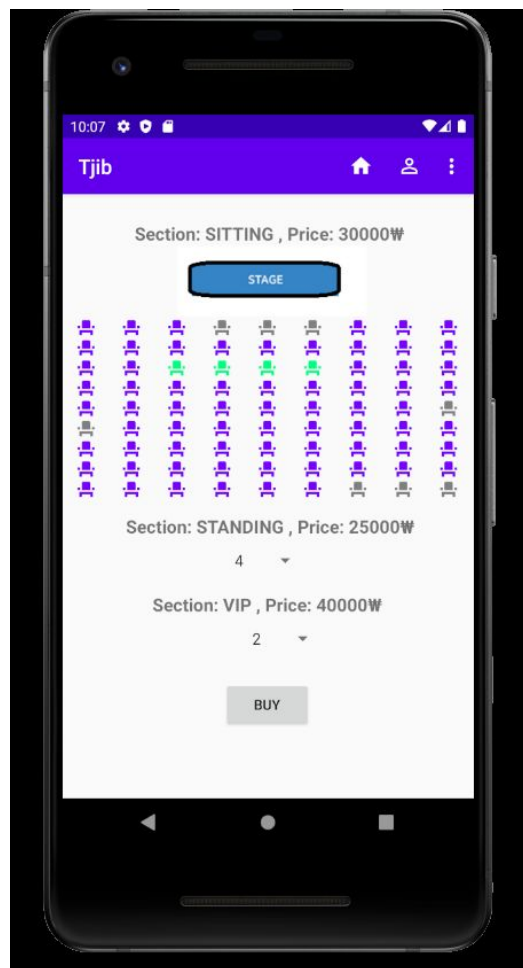 10:07
Tjib
Section: SITTING , Price: 30000₩
STAGE
Section: STANDING , Price: 25000₩
4
Section: VIP , Price: 40000₩
2
BUY